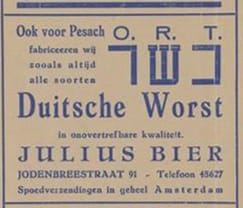 Ook voor Pesach O. R. T.
fabriceeren wij
zooals altijd
alle soorten
כשר
Duitsche Worst
in onovertrefbare kwaliteit.
JULIUS BIER
JODENBREESTRAAT 91 - Telefoon 48627
Spoedverzendingen in geheel Amsterdam